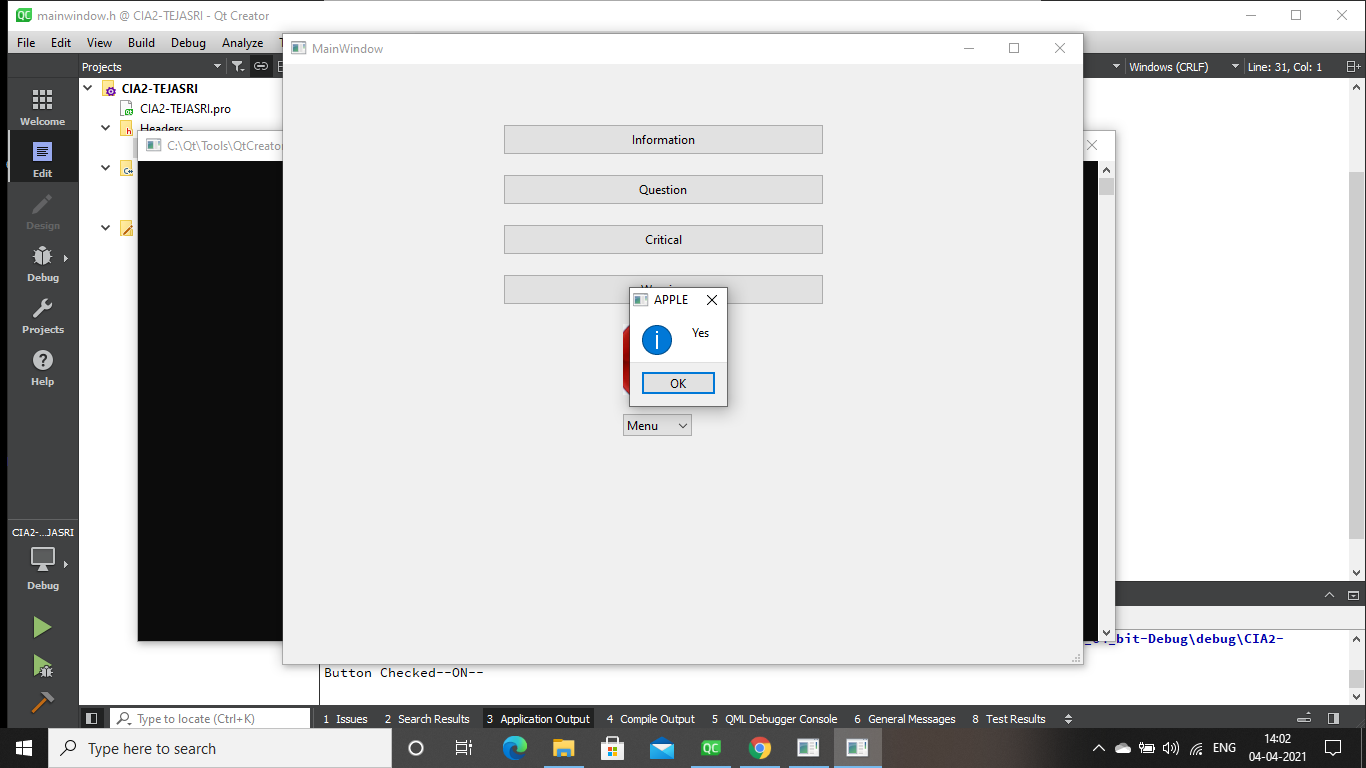 mainwindow.h @ CIA2-TEJASRI - Qt Creator
File Edit View Build Debug Analyze
MainWindow
Projects
Windows (CRLF)
Line: 31, Col: 1
CIA2-TEJASRI
CIA2-TEJASRI.pro
Headers
C:\Qt\Tools\QtCreator
Welcome
Edit
Design
Debug
Projects
Help
Information
Question
Critical
APPLE
Yes
OK
Menu
CIA2-...JASRI
Debug
bit-Debug\debug\CIA2-
Button Checked--ON--
Type to locate (Ctrl+K)
1 Issues 2 Search Results 3 Application Output 4 Compile Output 5 QML Debugger Console 6 General Messages 8 Test Results
Type here to search
QC
ENG
14:02
04-04-2021